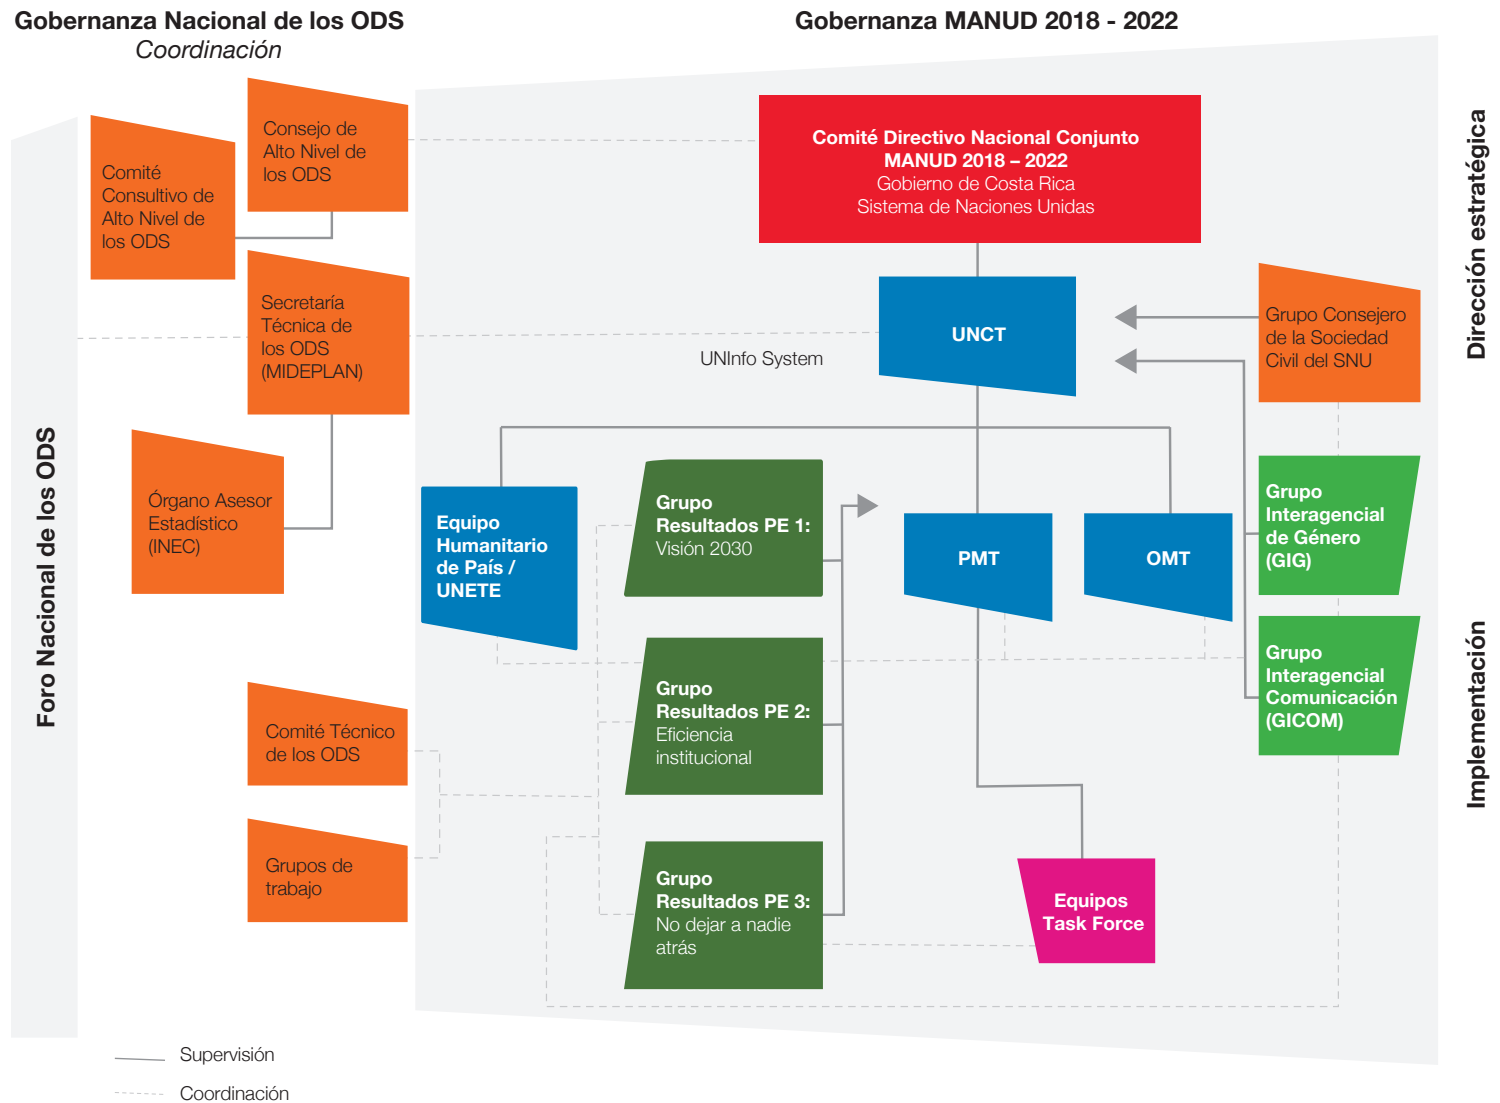 Gobernanza Nacional de los ODS
Coordinación
Gobernanza MANUD 2018 - 2022
Foro Nacional de los ODS
Comité
Consultivo de
Alto Nivel de
los ODS
Consejo de
Alto Nivel de
los ODS
Secretaría
Técnica de
los ODS
(MIDEPLAN)
Órgano Asesor
Estadístico
(INEC)
Comité Técnico
de los ODS
Grupos de
trabajo
Comité Directivo Nacional Conjunto
MANUD 2018 – 2022
Gobierno de Costa Rica
Sistema de Naciones Unidas
UNCT
UNInfo System
Grupo Consejero
de la Sociedad
Civil del SNU
Equipo
Humanitario
de País /
UNETE
Grupo
Resultados PE 1:
Visión 2030
Grupo
Resultados PE 2:
Eficiencia
institucional
Grupo
Resultados PE 3:
No dejar a nadie
atrás
PMT
OMT
Grupo
Interagencial
de Género
(GIG)
Grupo
Interagencial
Comunicación
(GICOM)
Equipos
Task Force
Dirección estratégica
Implementación
Supervisión
Coordinación